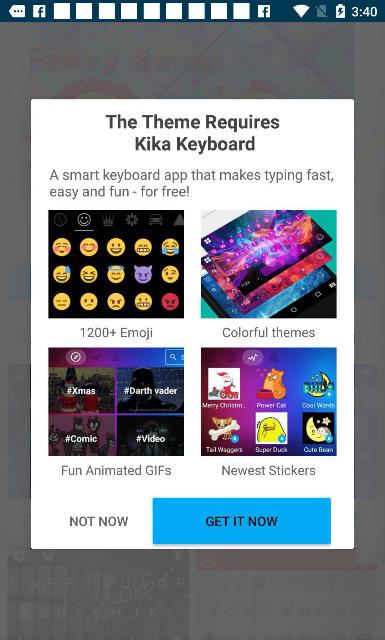 3:40
Fancy Emoji
The Theme Requires
Kika Keyboard
A smart keyboard app that makes typing fast,
easy and fun - for free!
1200+ Emoji
Colorful themes
#Xmas
#Darth vader
#Comic
#Video
Merry Christm..
Power Cat
Cool Words
Tail Waggers
Super Duck
Cute Bean
Fun Animated GIFs
Newest Stickers
NOT NOW
GET IT NOW